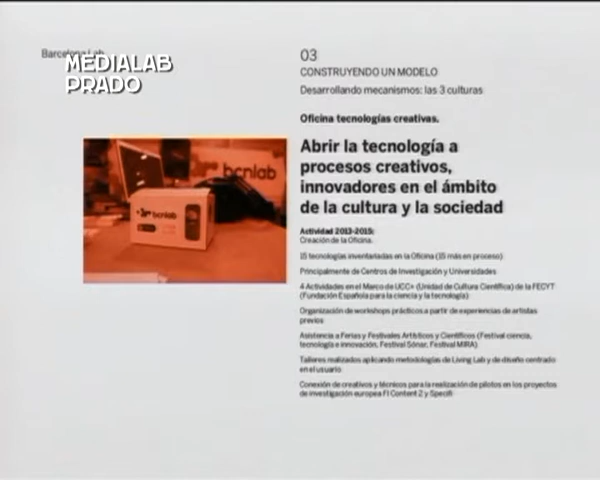 Barcelona Lab
MEDIALAB
PRADO
03
CONSTRUYENDO UN MODELO
Desarrollando mecanismos: las 3 culturas
Oficina tecnologías creativas.
Abrir la tecnología a
procesos creativos,
innovadores en el ámbito
de la cultura y la sociedad
bcnlab
bcnlab
Actividad 2013-2015:
Creación de la Oficina.
15 tecnologías inventariadas en la Oficina (15 más en proceso)
Principalmente de Centros de Investigación y Universidades
4 Actividades en el Marco de UCC+ (Unidad de Cultura Científica) de la FECYT
(Fundación Española para la ciencia y la tecnología)
Organización de workshops prácticos a partir de experiencias de artistas
previos
Asistencia a Ferias y Festivales Artísticos y Científicos (Festival ciencia,
tecnología e innovación, Festival Sónar, Festival MIRA)
Talleres realizados aplicando metodologías de Living Lab y de diseño centrado
en el usuario
Conexión de creativos y técnicos para la realización de pilotos en los proyectos
de investigación europea FI Content 2 y Specifi